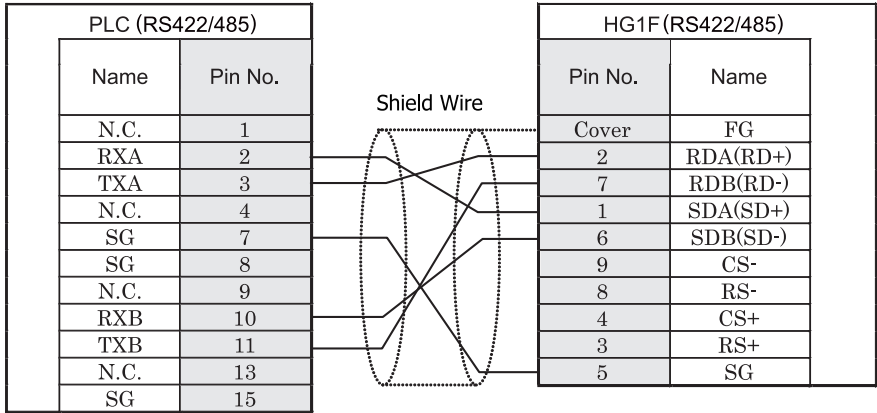 PLC (RS422/485)
HG1F(RS422/485)
Name Pin No.
Pin No. Name
Shield Wire
N.C. 1 Cover FG
RXA 2 2 RDA(RD+)
TXA 3 7 RDB(RD-)
N.C. 4 1 SDA(SD+)
SG 7 6 SDB(SD-)
SG 8 9 CS-
N.C. 9 8 RS-
RXB 10 4 CS+
TXB 11 3 RS+
N.C. 13 5 SG
SG 15